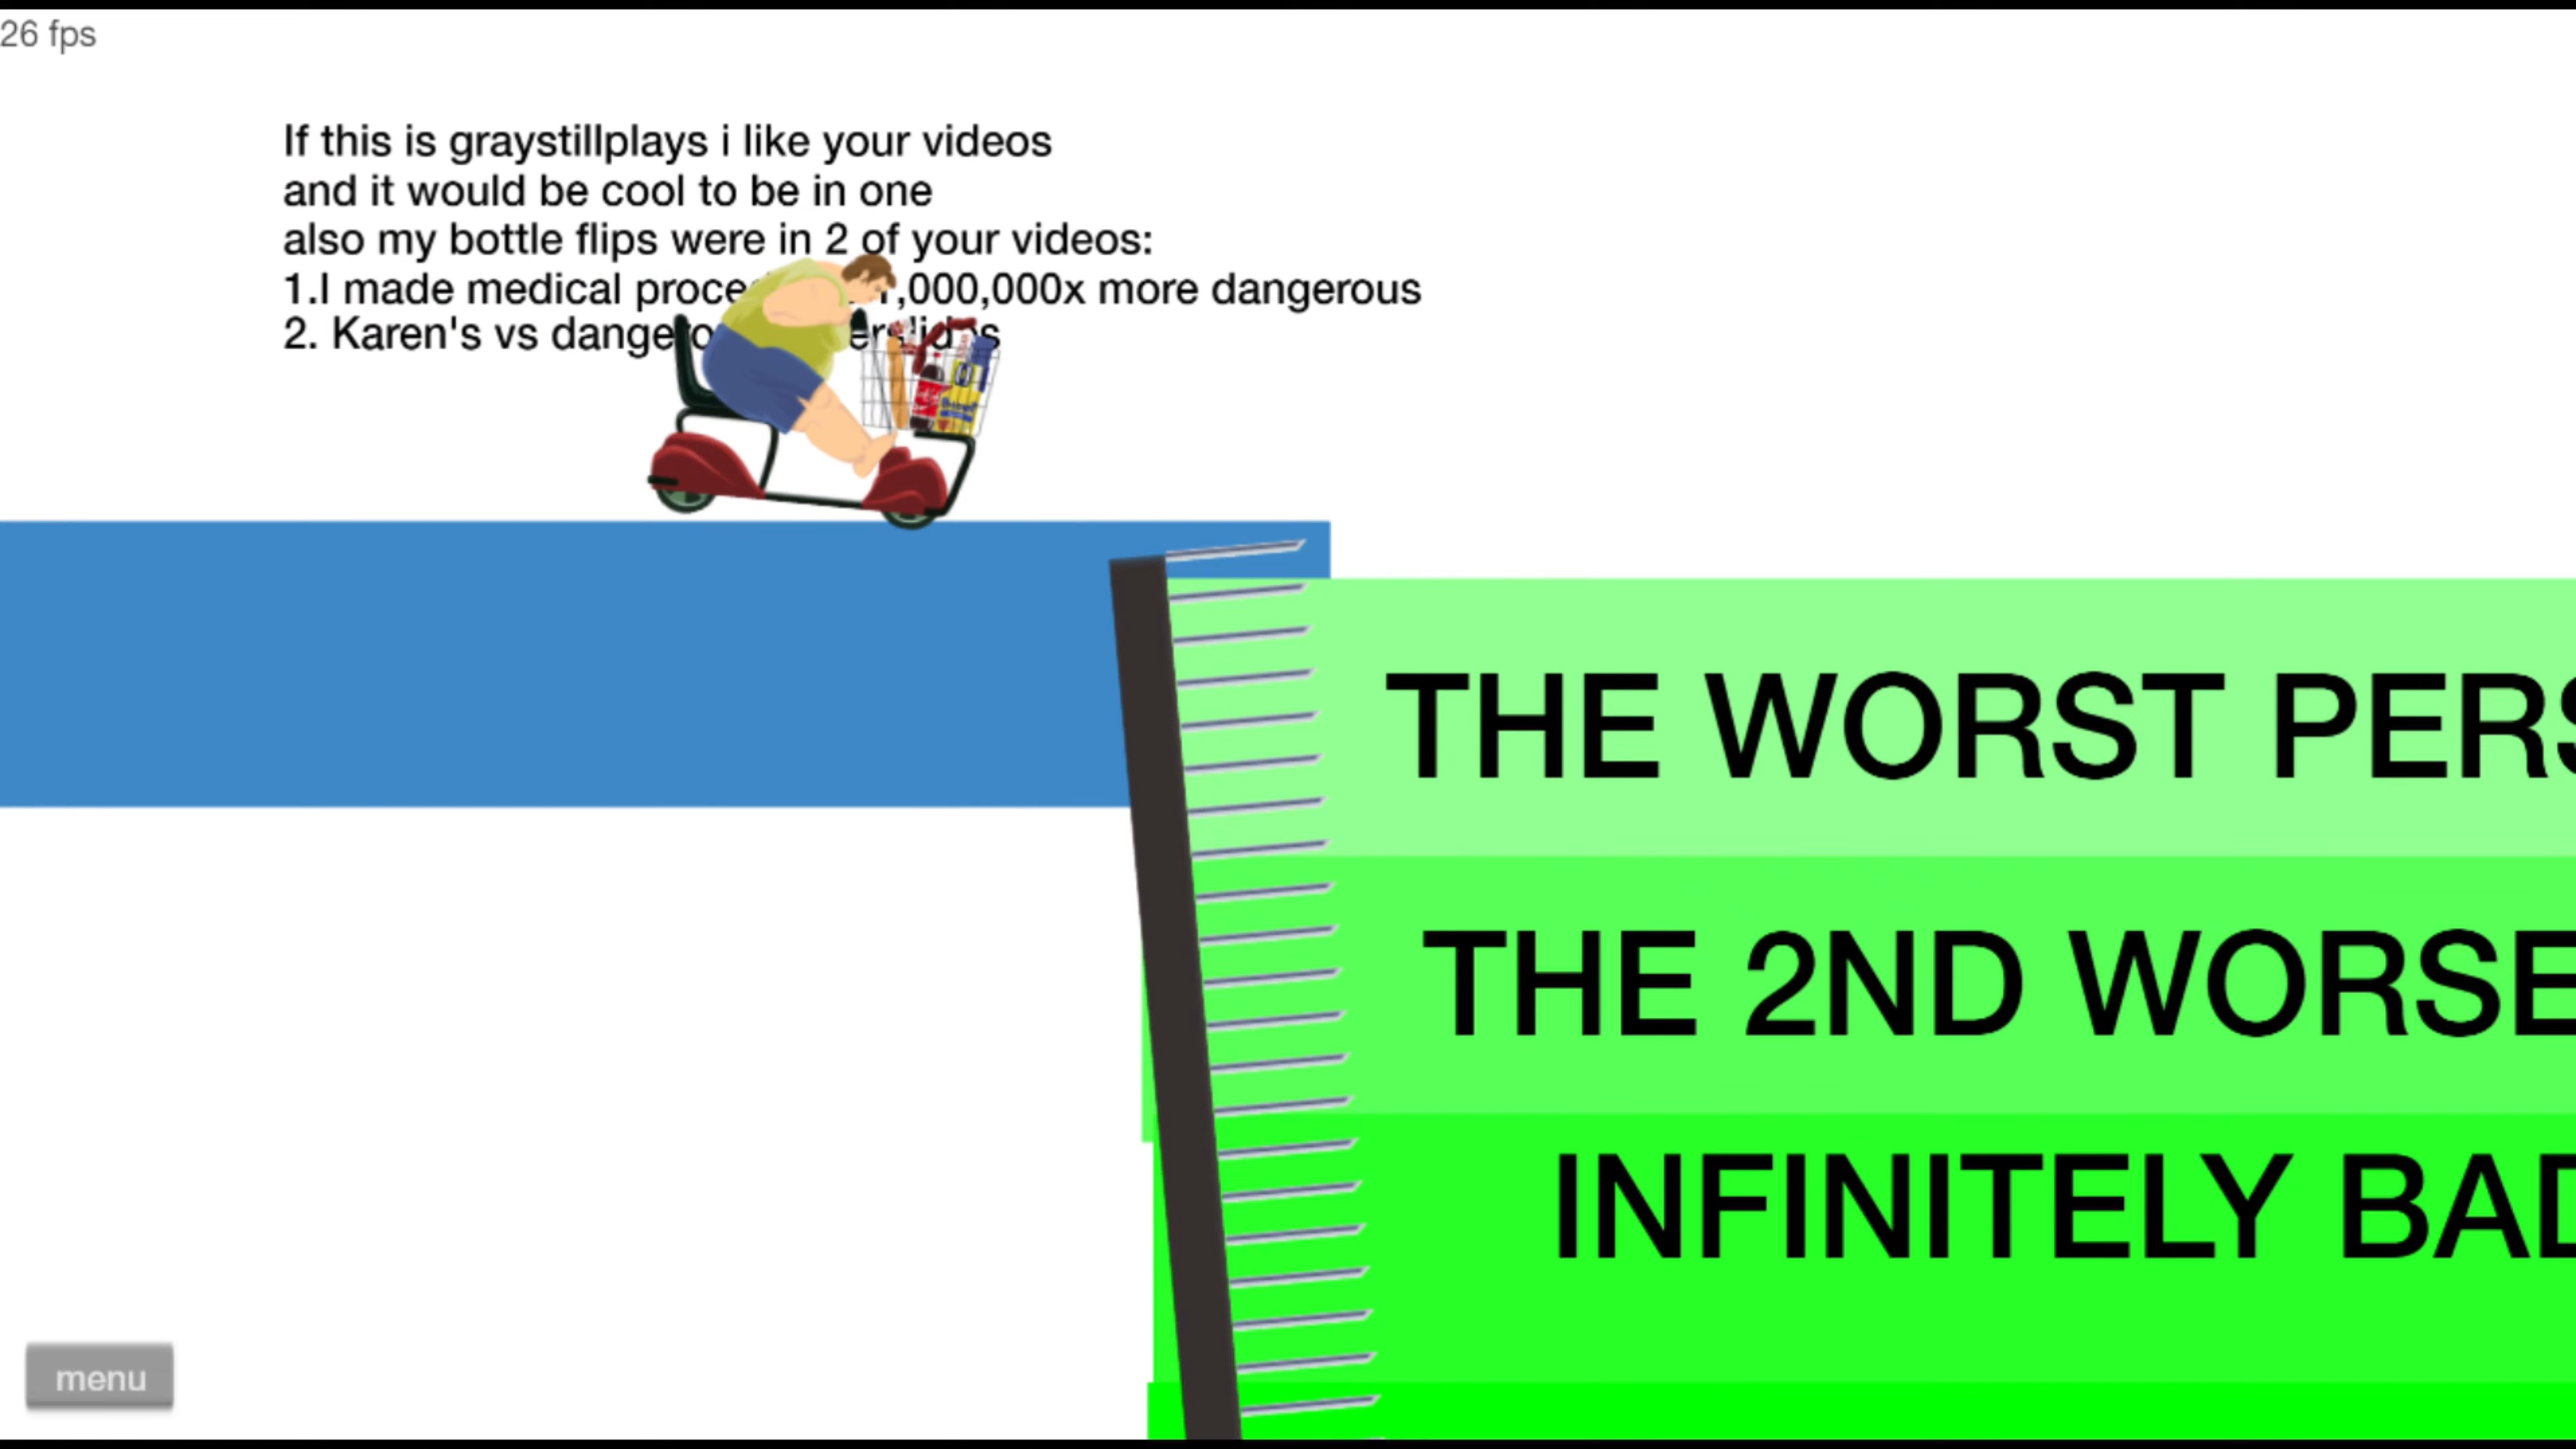 26 fps
If this is graystillplays i like your videos
and it would be cool to be in one
also my bottle flips were in 2 of your videos:
1.I made medical ,000,000x more dangerous
2. Karen's vs
THE WORST PERS
THE 2ND WORSE
INFINITELY BAD
menu